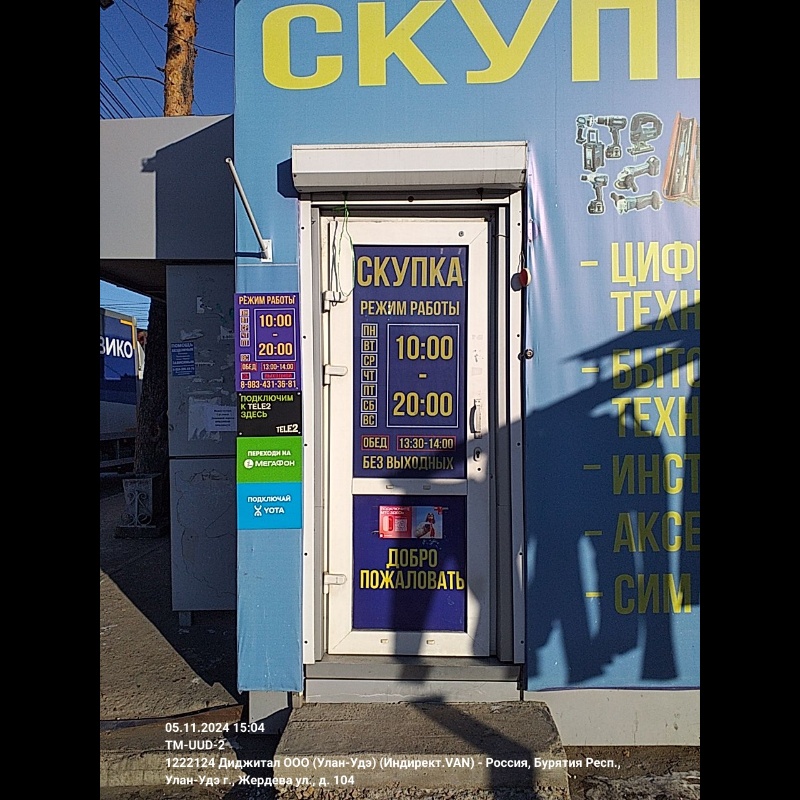 СКУП
СКУПКА
РЕЖИМ РАБОТЫ
ПН
ВТ
СР
ЧТ
ПТ
СБ
ВС
10:00
-
20:00
ОБЕД 13:30-14:00
БЕЗ ВЫХОДНЫХ
ДОБРО
ПОЖАЛОВАТЬ
РЕЖИМ РАБОТЫ
10:00
-
20:00
ОБЕД 13:00-14:00
8-983-431-36-81
ПОДКЛЮЧИМ
К TELE2
ЗДЕСЬ
TELE2
ПЕРЕХОДИ НА
МЕГАФОН
ПОДКЛЮЧАЙ
YOTA
ВИКО
- ЦИФ
ТЕХН
- БЫТО
ТЕХН
- ИНСТ
- АКСЕ
- СИМ
05.11.2024 15:04
TM-UUD-2
1222124 Диджитал ООО (Улан-Удэ) (Индирект.VAN) - Россия, Бурятия Респ.,
Улан-Удэ г., Жердева ул., д. 104